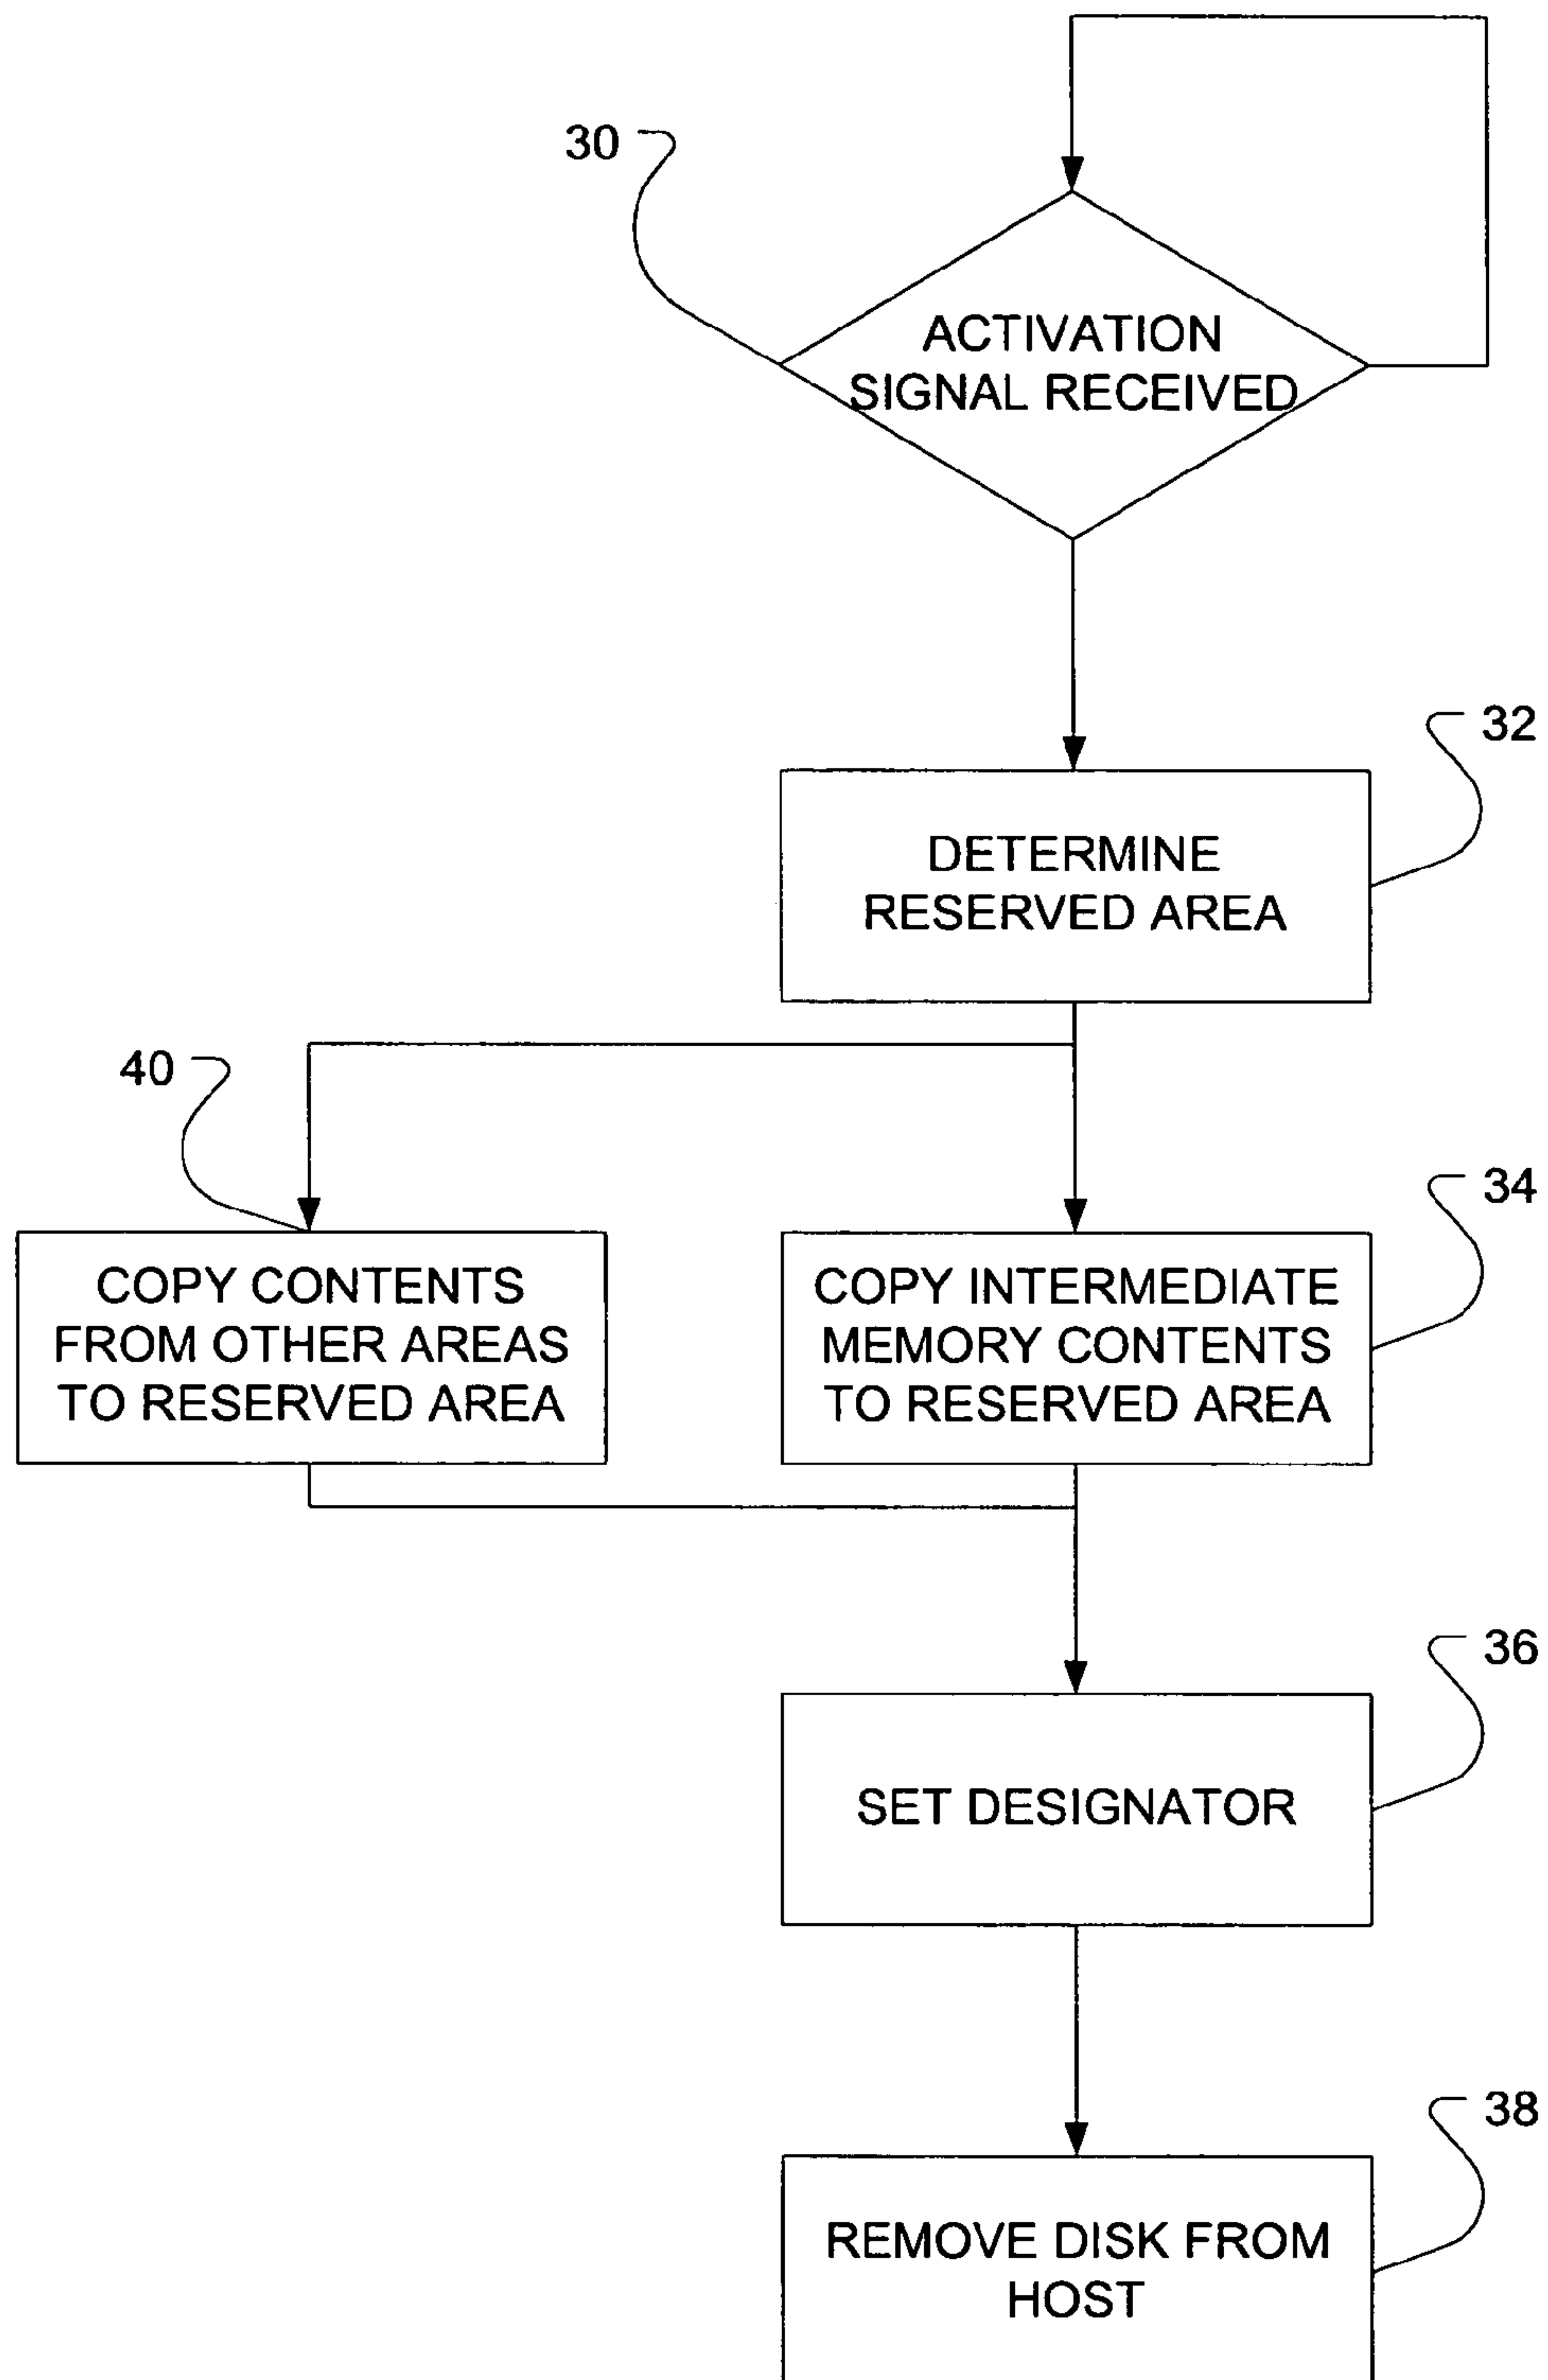 30
ACTIVATION
SIGNAL RECEIVED
32
DETERMINE
RESERVED AREA
40
COPY CONTENTS
FROM OTHER AREAS
TO RESERVED AREA
34
COPY INTERMEDIATE
MEMORY CONTENTS
TO RESERVED AREA
36
SET DESIGNATOR
38
REMOVE DISK FROM
HOST